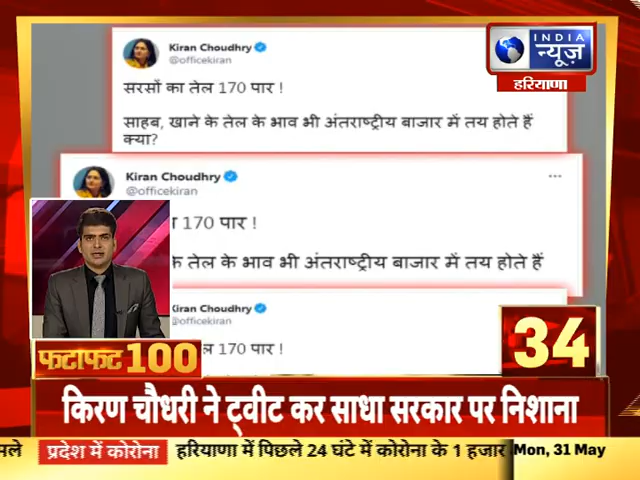 Kiran Choudhry
@officekiran
सरसों का तेल 170 पार !
साहब, खाने के तेल के भाव भी अंतराष्ट्रीय बाजार में तय होते हैं
क्या?
INDIA
न्यूज़
हरियाणा
Kiran Choudhry
@officekiran
170 पार !
के तेल के भाव भी अंतराष्ट्रीय बाजार में तय होते हैं
Kiran Choudhry
@officekiran
170 पार !
फटाफट 100
34
किरण चौधरी ने ट्वीट कर साधा सरकार पर निशाना
प्रदेश में कोरोना
हरियाणा में पिछले 24 घंटे में कोरोना के 1 हजार
Mon, 31 May